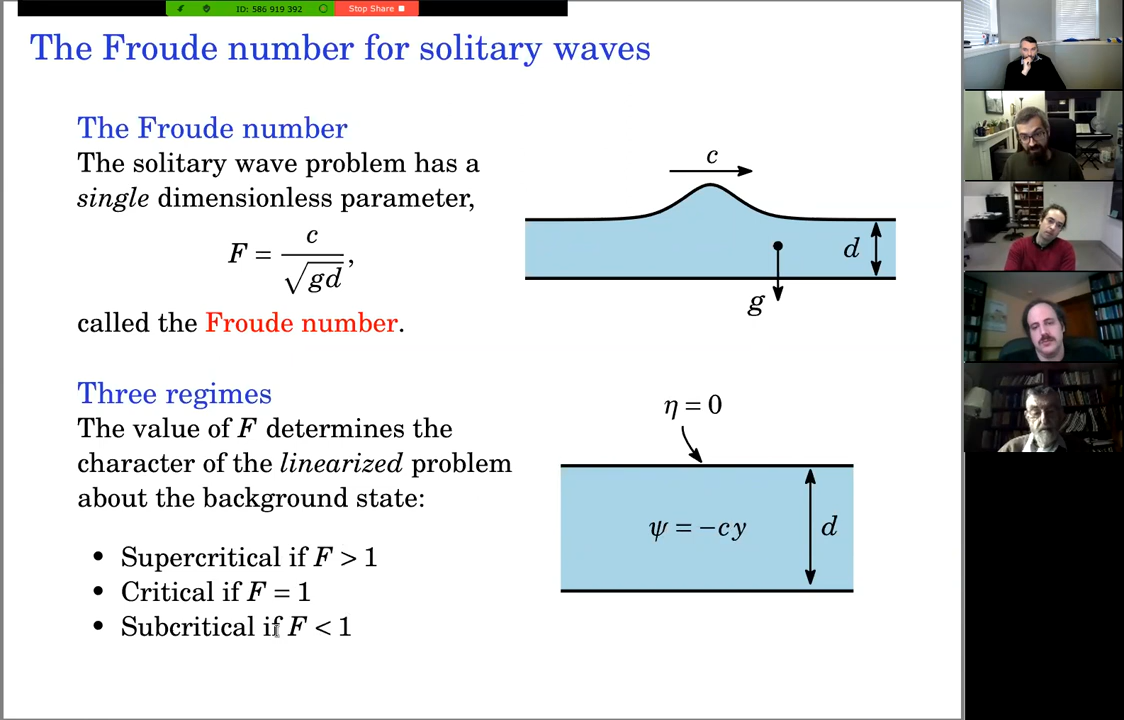 ID: 586 919 392
Stop Share
The Froude number for solitary waves
The Froude number
The solitary wave problem has a
single dimensionless parameter,
F = c / √gd,
called the Froude number.
c
d
g
Three regimes
The value of F determines the
character of the linearized problem
about the background state:
• Supercritical if F > 1
• Critical if F = 1
• Subcritical if F < 1
η = 0
ψ = −cy
d